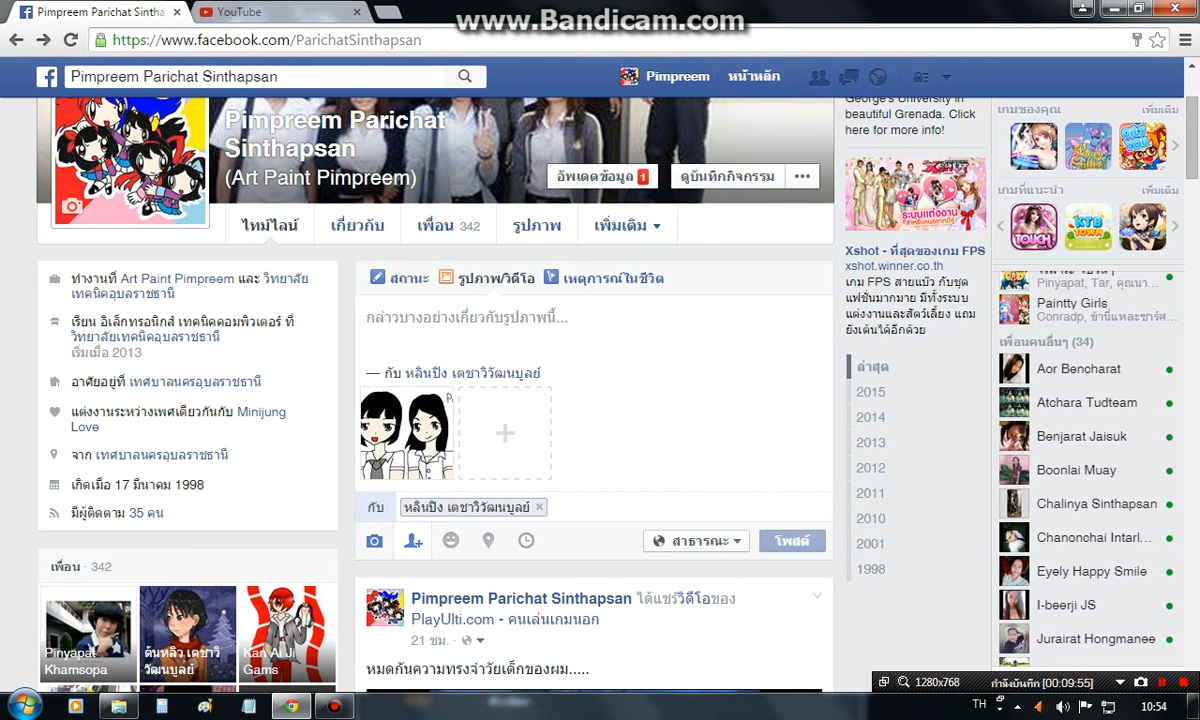 www.Bandicam.com
Pimpreem Parichat Sintha
YouTube
https://www.facebook.com/ParichatSinthapsan
Pimpreem Parichat Sinthapsan
Pimpreem
หน้าหลัก
Pimpreem Parichat
Sinthapsan
(Art Paint Pimpreem)
อัพเดตข้อมูล 1
ดูบันทึกกิจกรรม
ไทม์ไลน์
เกี่ยวกับ
เพื่อน 342
รูปภาพ
เพิ่มเติม
ทำงานที่ Art Paint Pimpreem และ วิทยาลัย
เทคนิคอุบลราชธานี
เรียน อิเล็กทรอนิกส์ เทคนิคคอมพิวเตอร์ ที่
วิทยาลัยเทคนิคอุบลราชธานี
เริ่มเมื่อ 2013
อาศัยอยู่ที่ เทศบาลนครอุบลราชธานี
แต่งงานระหว่างเพศเดียวกันกับ Minijung
Love
จาก เทศบาลนครอุบลราชธานี
เกิดเมื่อ 17 มีนาคม 1998
มีผู้ติดตาม 35 คน
เพื่อน · 342
Pinyapat
Khamsopa
ต้นหลิว เตชาวิ
วัฒนบูลย์
Kan Ai Ji
Gams
สถานะ
รูปภาพ/วิดีโอ
เหตุการณ์ในชีวิต
กล่าวบางอย่างเกี่ยวกับรูปภาพนี้...
— กับ หลินปิง เตชาวิวัฒนบูลย์
กับ
หลินปิง เตชาวิวัฒนบูลย์
สาธารณะ
โพสต์
Pimpreem Parichat Sinthapsan ได้แชร์วิดีโอของ
PlayUlti.com - คนเล่นเกมนอก
21 ชม.
หมดกันความทรงจำวัยเด็กของผม.....
George's University in
beautiful Grenada. Click
here for more info!
ระบบแต่งงาน
Xshot - ที่สุดของเกม FPS
xshot.winner.co.th
เกม FPS สายแบ๊ว กับชุด
แฟชั่นมากมาย มีทั้งระบบ
แต่งงานและสัตว์เลี้ยง แถม
ยังเต้นได้อีกด้วย
ล่าสุด
2015
2014
2013
2012
2011
2010
2001
1998
เกมของคุณ
เพิ่มเติม
เกมที่แนะนำ
เพิ่มเติม
TOUCH
KTB
TOWN
Pinyapat, Tar, คุณนา...
Paintty Girls
Conradp, ข้านี่แหละชาร์ศ...
เพื่อนคนอื่นๆ (34)
Aor Bencharat
Atchara Tudteam
Benjarat Jaisuk
Boonlai Muay
Chalinya Sinthapsan
Chanonchai Intarl...
Eyely Happy Smile
I-beerji JS
Jurairat Hongmanee
1280x768
กำลังบันทึก [00:09:55]
TH
10:54